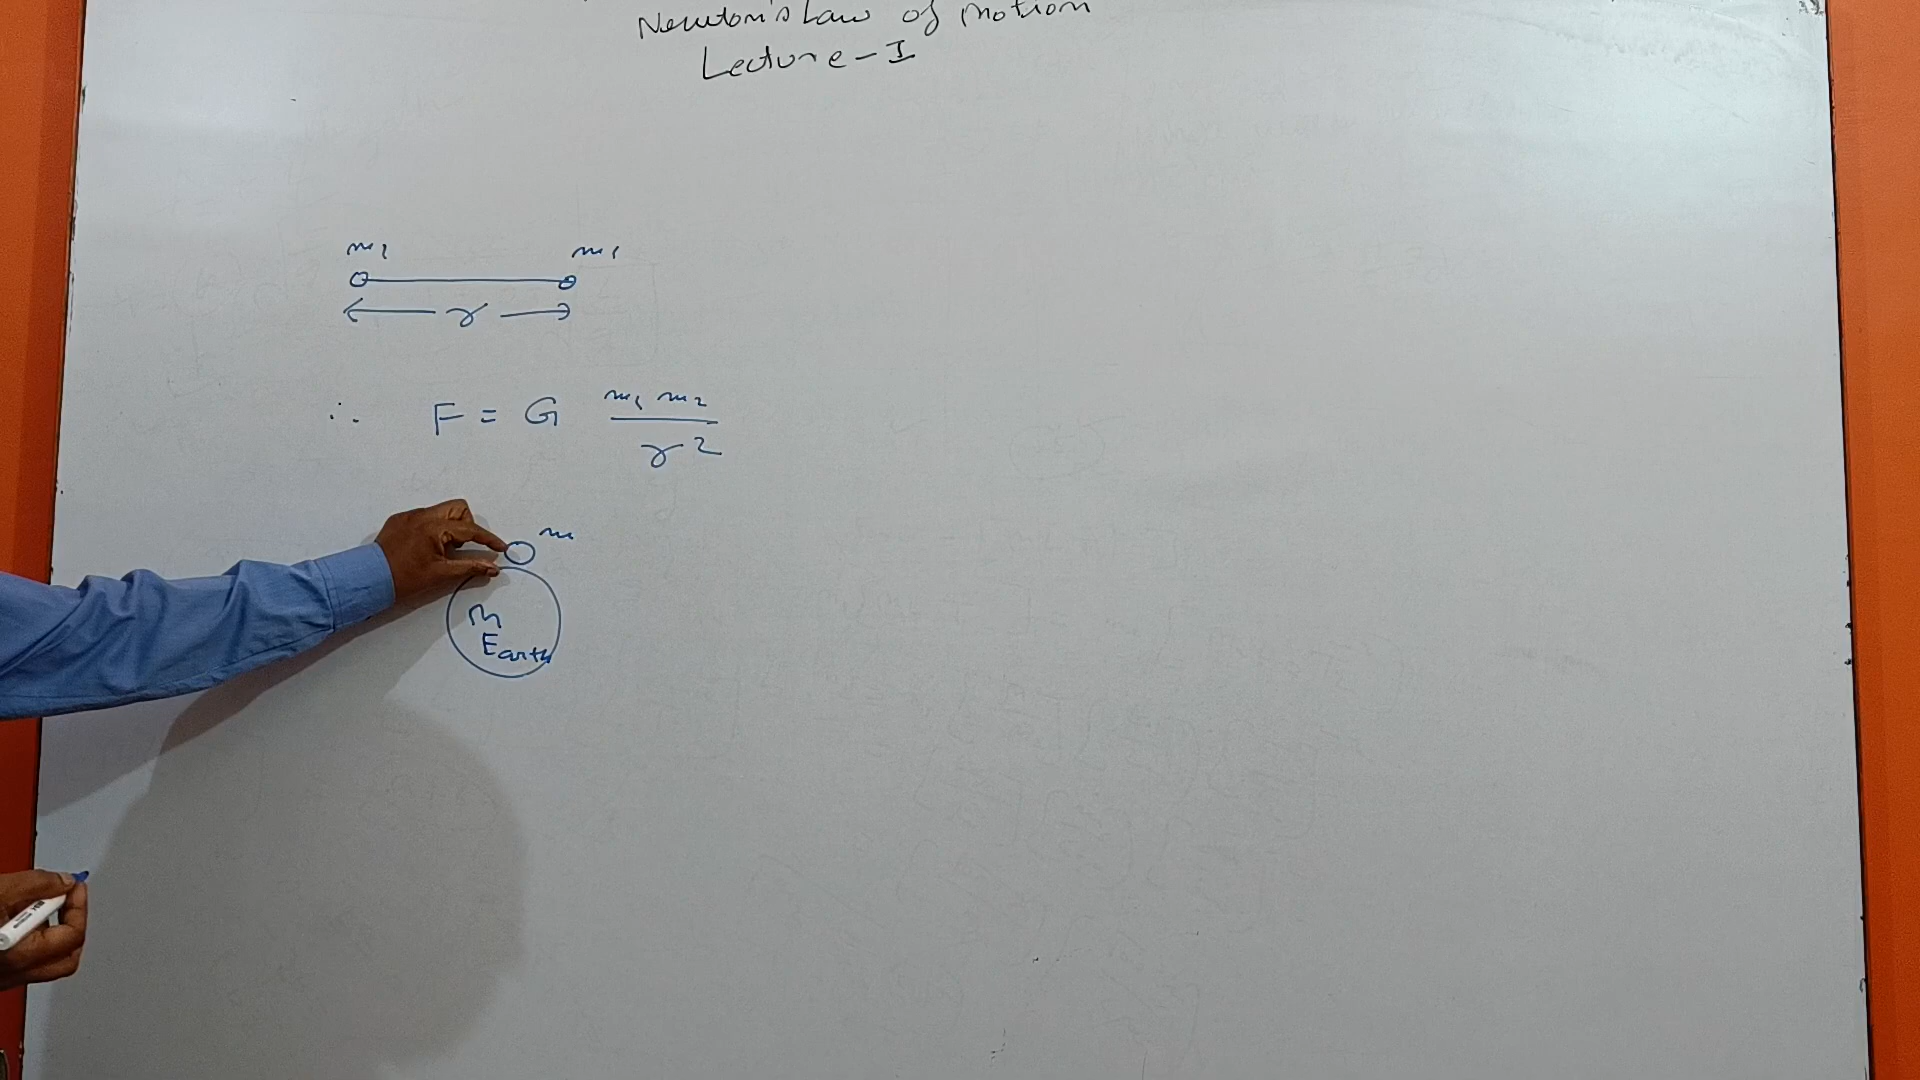 Newton's Law of motion
Lecture - I
m₂ m₁
r
∴ F = G m₁ m₂ / r²
m
M
Earth